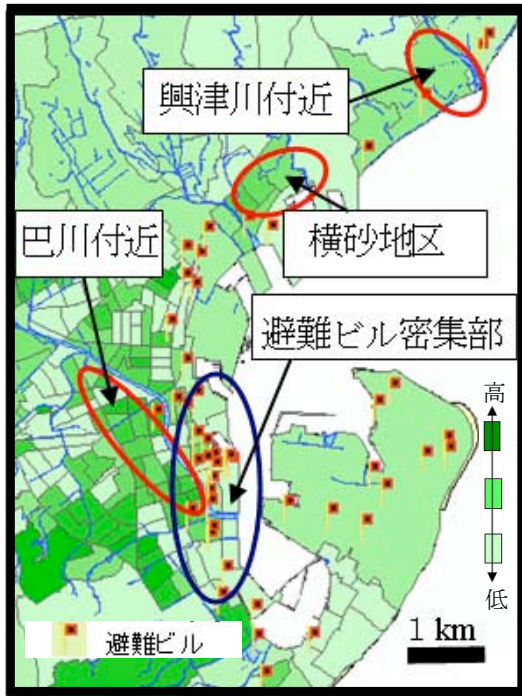 興津川付近
巴川付近
横砂地区
避難ビル密集部
高
低
避難ビル
1 km